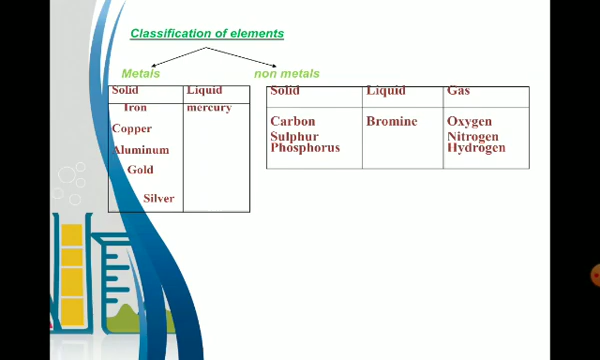 Classification of elements
Metals non metals
Solid Liquid
Iron mercury
Copper
Aluminum
Gold
Silver
Solid Liquid Gas
Carbon Bromine Oxygen
Sulphur Nitrogen
Phosphorus Hydrogen